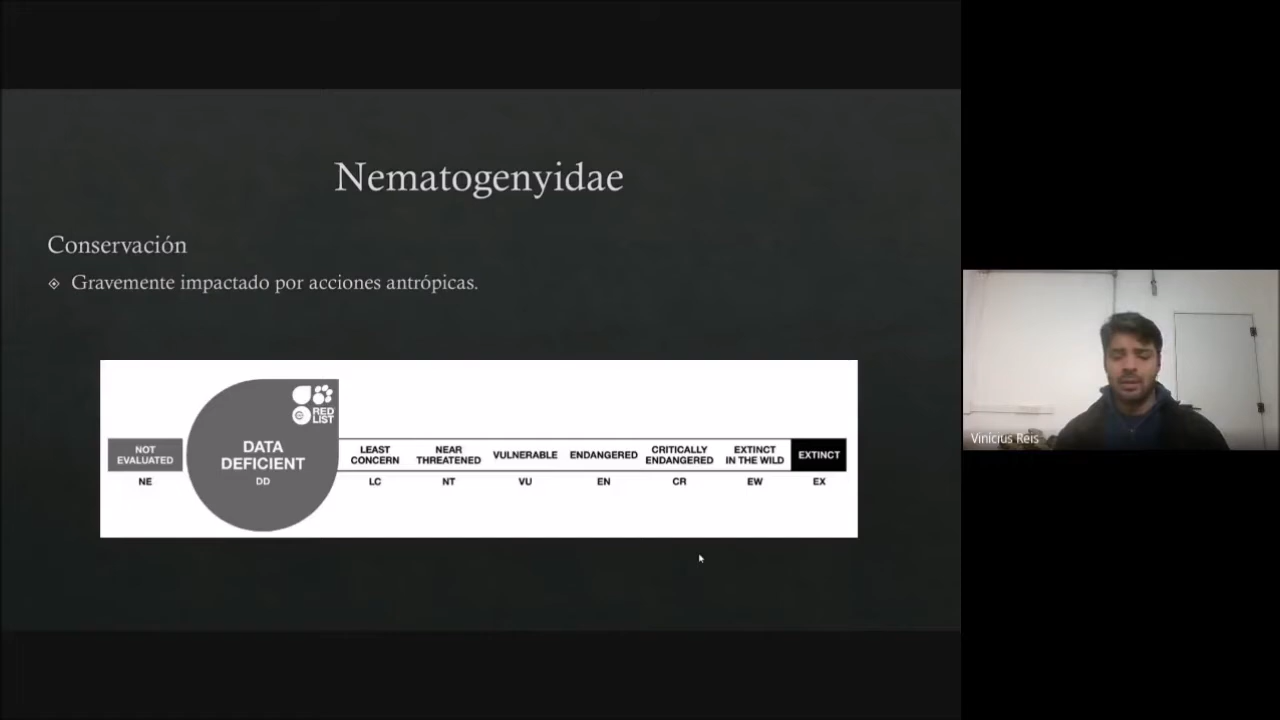 Nematogenyidae
Conservación
Gravemente impactado por acciones antrópicas.
RED
LIST
NOT
EVALUATED
NE
DATA
DEFICIENT
DD
LEAST
CONCERN
LC
NEAR
THREATENED
NT
VULNERABLE
VU
ENDANGERED
EN
CRITICALLY
ENDANGERED
CR
EXTINCT
IN THE WILD
EW
EXTINCT
EX
Vinícius Reis